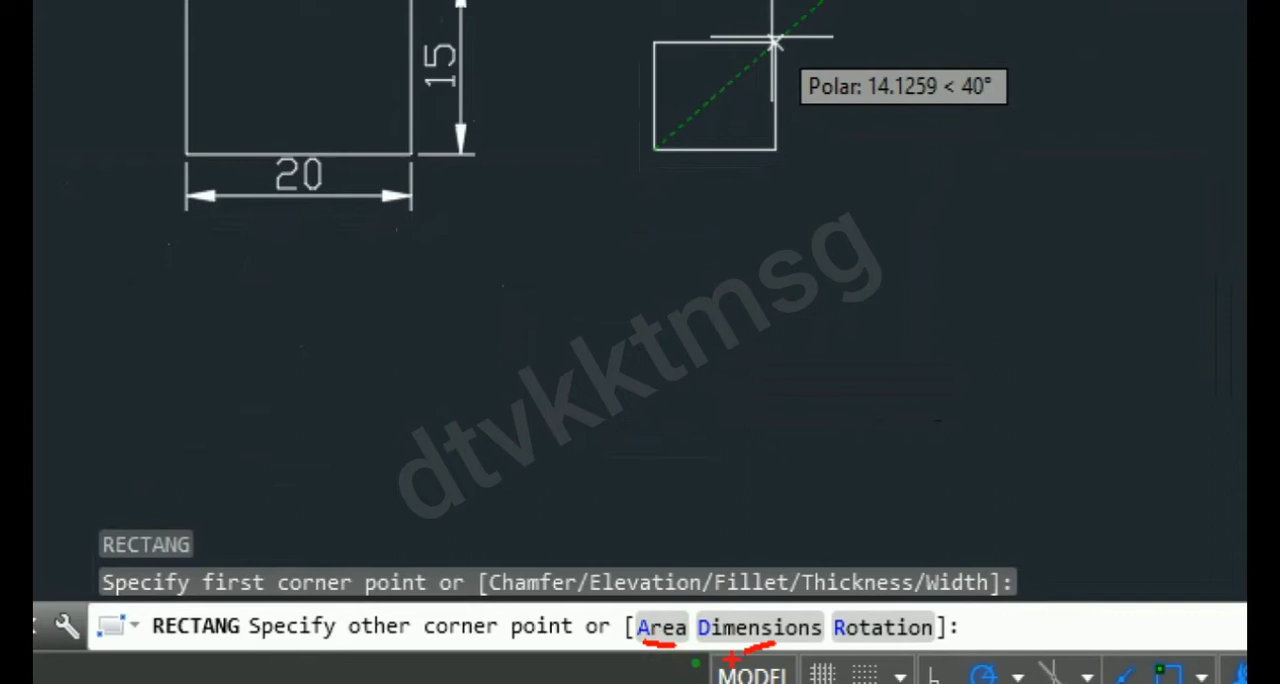 15
Polar: 14.1259 < 40°
20
dtvkktmsg
RECTANG
Specify first corner point or [Chamfer/Elevation/Fillet/Thickness/Width]:
RECTANG Specify other corner point or [Area Dimensions Rotation]:
MODEL